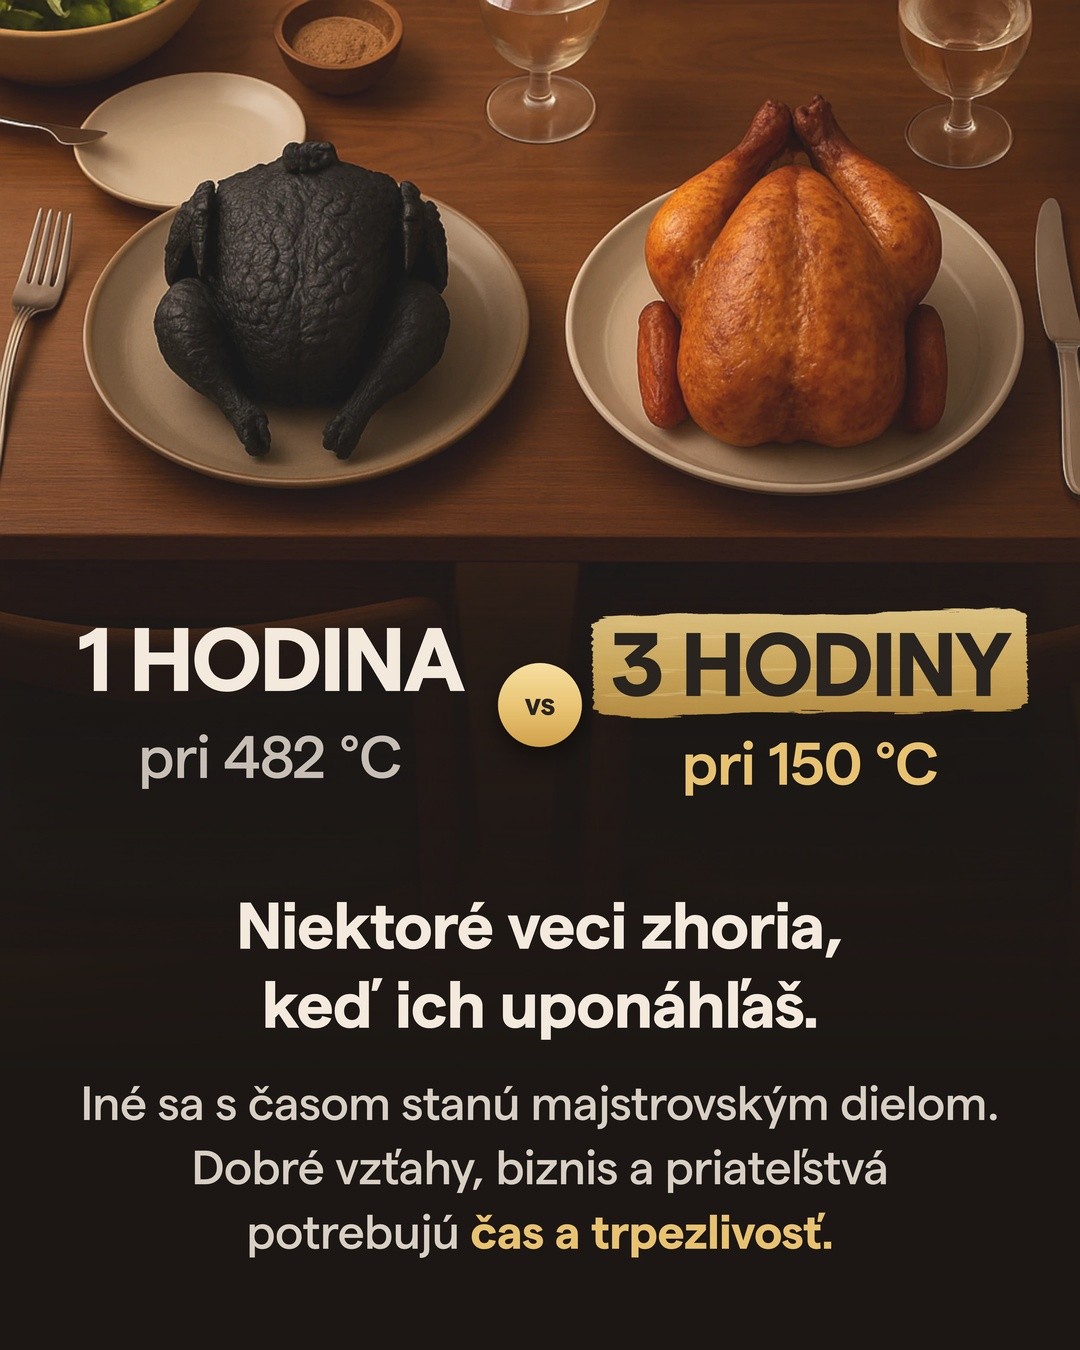 1 HODINA
pri 482 °C
vs
3 HODINY
pri 150 °C
Niektoré veci zhoria,
keď ich uponáhľaš.
Iné sa s časom stanú majstrovským dielom.
Dobré vzťahy, biznis a priateľstvá
potrebujú čas a trpezlivosť.